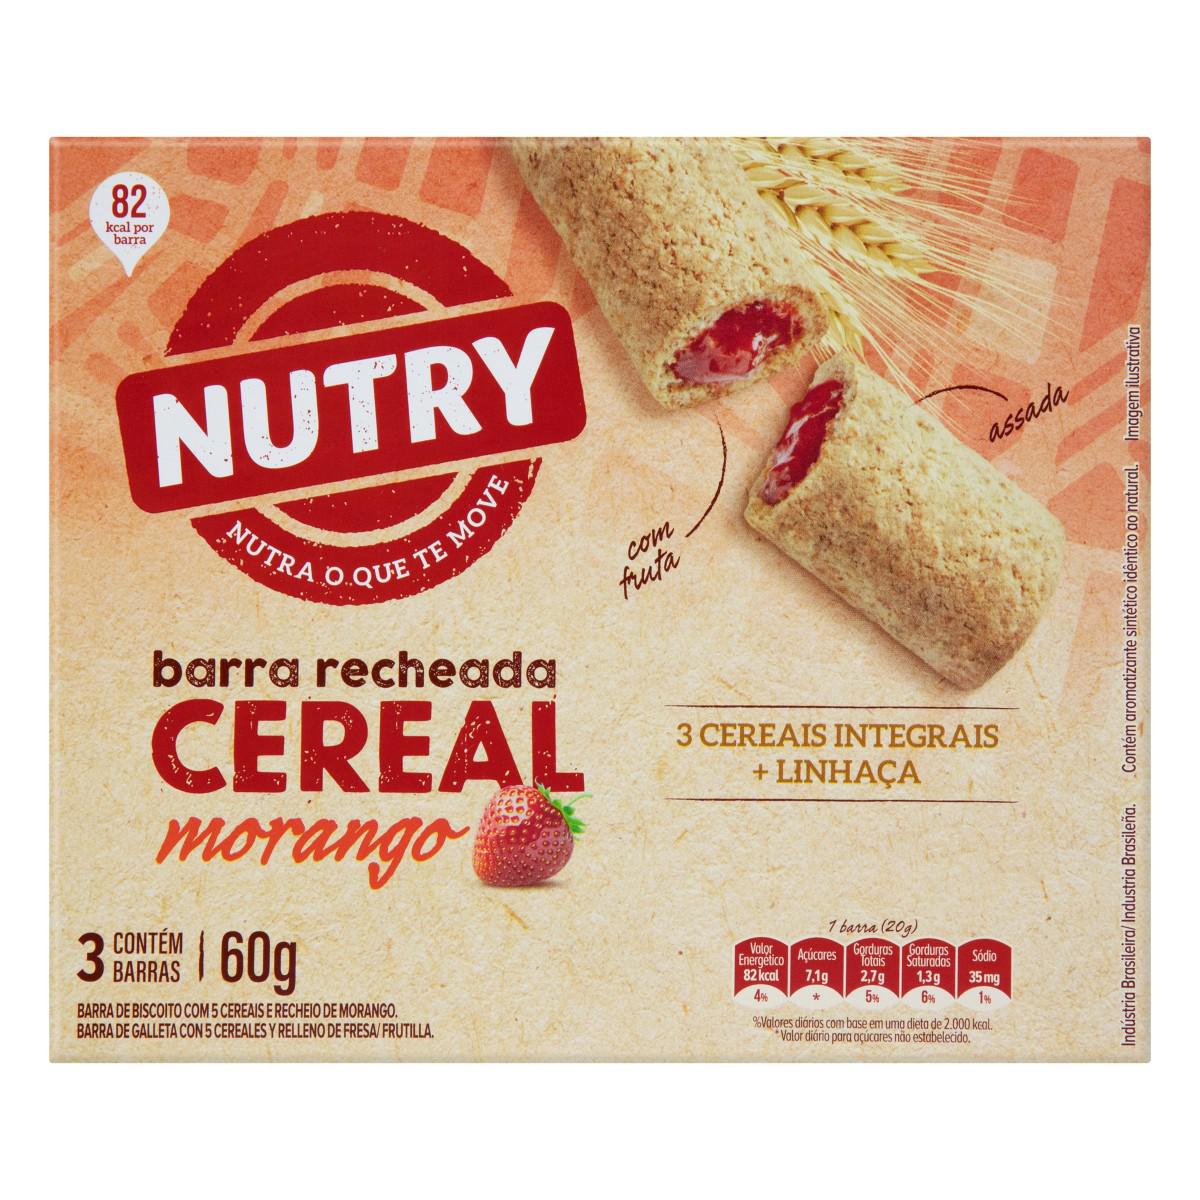 82
kcal por
barra
NUTRY
NUTRA O QUE TE MOVE
assada
com
fruta
barra recheada
CEREAL
morango
3 CEREAIS INTEGRAIS
+ LINHAÇA
3 CONTÉM
BARRAS
60g
BARRA DE BISCOITO COM 5 CEREAIS E RECHEIO DE MORANGO.
BARRA DE GALLETA CON 5 CEREALES Y RELLENO DE FRESA/ FRUTILLA.
1 barra (20g)
Valor
Energético
82 kcal
4%
Açúcares
7,1g
*
Gorduras
Totais
2,7g
5%
Gorduras
Saturadas
1,3g
6%
Sódio
35 mg
1%
%Valores diários com base em uma dieta de 2.000 kcal.
*Valor diário para açúcares não estabelecido.
Indústria Brasileira/ Industria Brasileña. Contém aromatizante sintético idêntico ao natural. Imagem ilustrativa